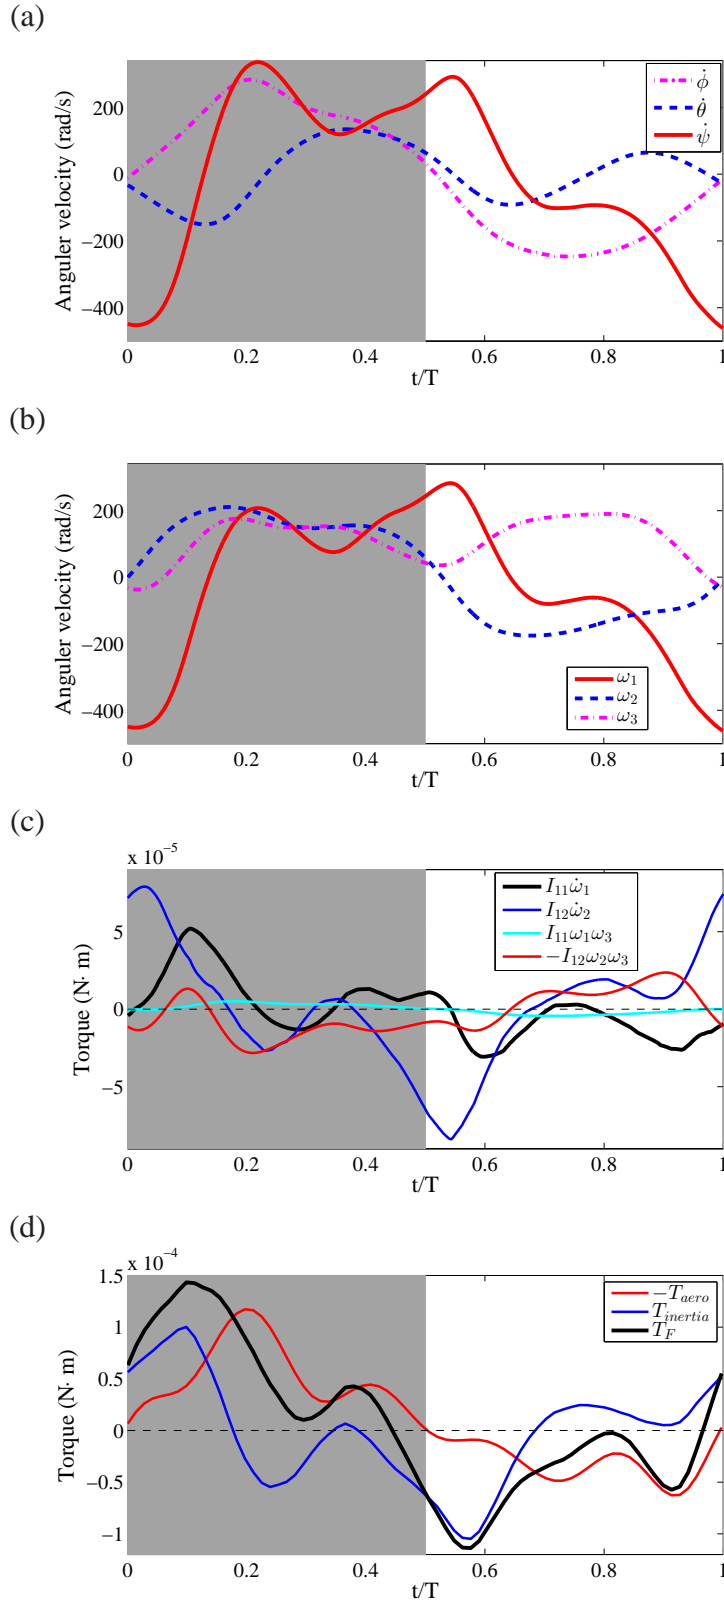 (a)
Anguler velocity (rad/s)
200
0
−200
−400
0 0.2 0.4 0.6 0.8 1
t/T
ϕ̇
θ̇
ψ̇
(b)
Anguler velocity (rad/s)
200
0
−200
−400
0 0.2 0.4 0.6 0.8 1
t/T
ω₁
ω₂
ω₃
(c)
x 10⁻⁵
Torque (N· m)
5
0
−5
0 0.2 0.4 0.6 0.8 1
t/T
I₁₁ω̇₁
I₁₂ω̇₂
I₁₁ω₁ω₃
−I₁₂ω₂ω₃
(d)
x 10⁻⁴
Torque (N· m)
1.5
1
0.5
0
−0.5
−1
0 0.2 0.4 0.6 0.8 1
t/T
−T_aero
T_inertia
T_F